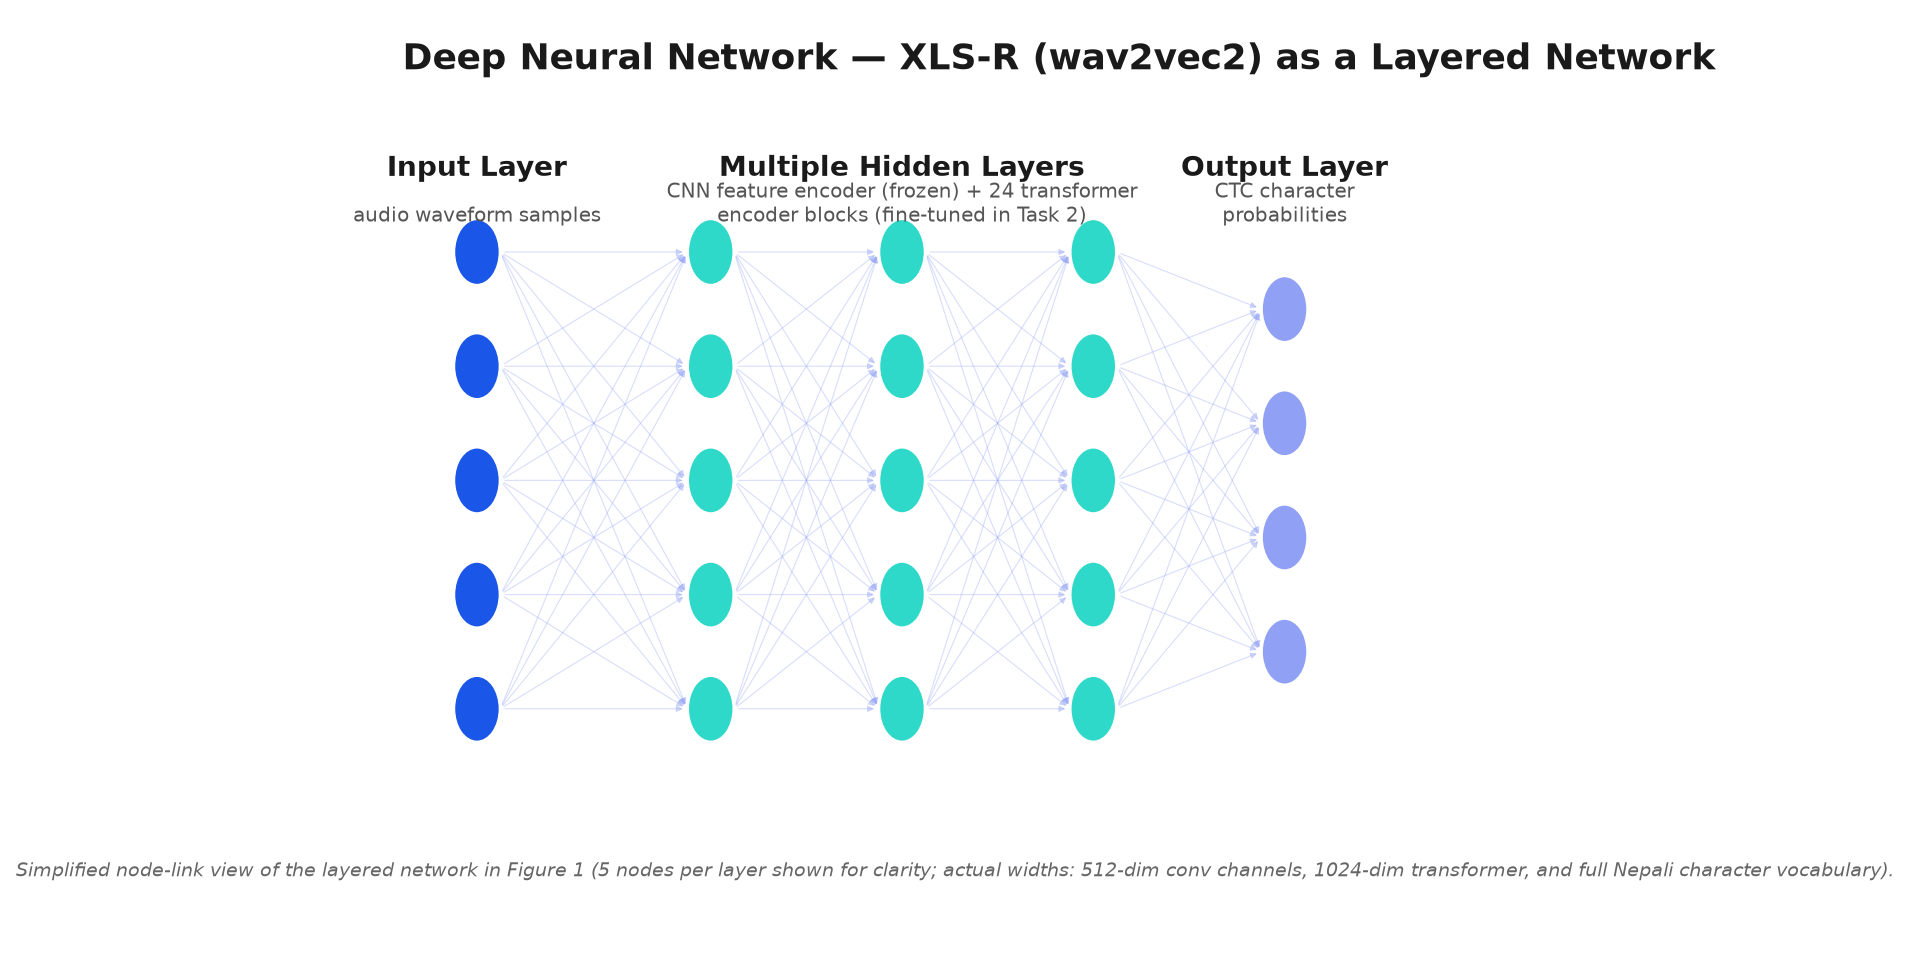 Deep Neural Network — XLS-R (wav2vec2) as a Layered Network
Input Layer
audio waveform samples
Multiple Hidden Layers
CNN feature encoder (frozen) + 24 transformer
encoder blocks (fine-tuned in Task 2)
Output Layer
CTC character
probabilities
Simplified node-link view of the layered network in Figure 1 (5 nodes per layer shown for clarity; actual widths: 512-dim conv channels, 1024-dim transformer, and full Nepali character vocabulary).